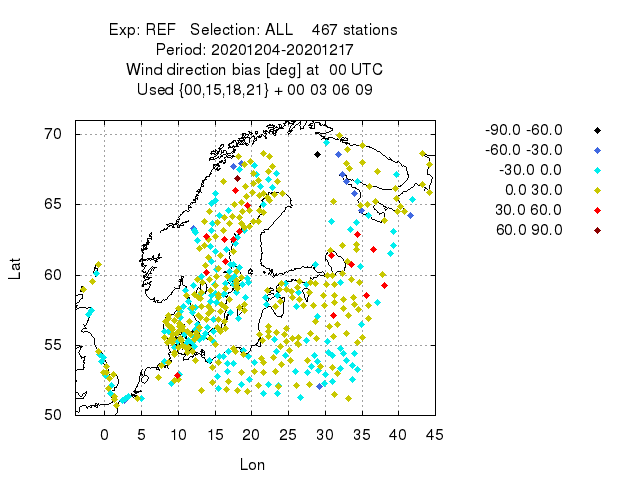 Exp: REF   Selection: ALL    467 stations
Period: 20201204-20201217
Wind direction bias [deg] at  00 UTC
Used {00,15,18,21} + 00 03 06 09
70
65
60
55
50
Lat
0 5 10 15 20 25 30 35 40 45
Lon
-90.0 -60.0
-60.0 -30.0
-30.0 0.0
0.0 30.0
30.0 60.0
60.0 90.0